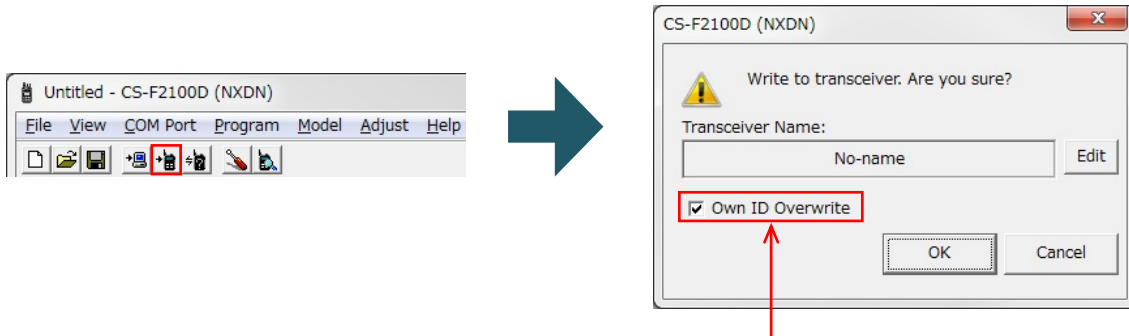 Untitled - CS-F2100D (NXDN)
File View COM Port Program Model Adjust Help
CS-F2100D (NXDN)
Write to transceiver. Are you sure?
Transceiver Name:
No-name
Edit
Own ID Overwrite
OK
Cancel